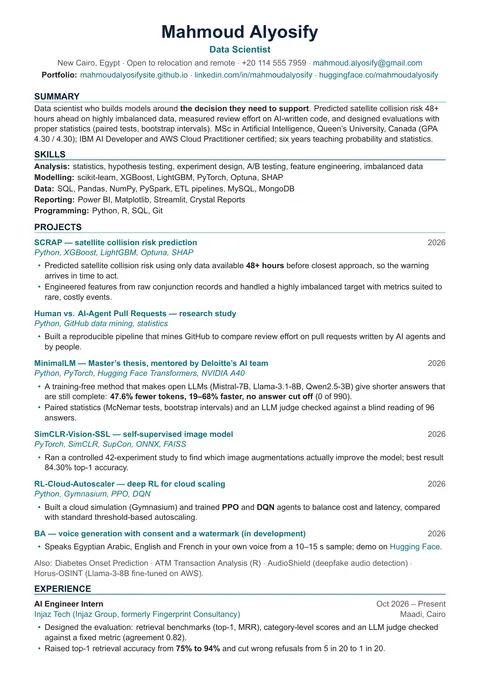 Mahmoud Alyosify
Data Scientist
New Cairo, Egypt · Open to relocation and remote · +20 114 555 7959 · mahmoud.alyosify@gmail.com
Portfolio: mahmoudalyosifysite.github.io · linkedin.com/in/mahmoudalyosify · huggingface.co/mahmoudalyosify
SUMMARY
Data scientist who builds models around the decision they need to support. Predicted satellite collision risk 48+
hours ahead on highly imbalanced data, measured review effort on AI-written code, and designed evaluations with
proper statistics (paired tests, bootstrap intervals). MSc in Artificial Intelligence, Queen's University, Canada (GPA
4.30 / 4.30); IBM AI Developer and AWS Cloud Practitioner certified; six years teaching probability and statistics.
SKILLS
Analysis: statistics, hypothesis testing, experiment design, A/B testing, feature engineering, imbalanced data
Modelling: scikit-learn, XGBoost, LightGBM, PyTorch, Optuna, SHAP
Data: SQL, Pandas, NumPy, PySpark, ETL pipelines, MySQL, MongoDB
Reporting: Power BI, Matplotlib, Streamlit, Crystal Reports
Programming: Python, R, SQL, Git
PROJECTS
SCRAP — satellite collision risk prediction 2026
Python, XGBoost, LightGBM, Optuna, SHAP
• Predicted satellite collision risk using only data available 48+ hours before closest approach, so the warning
arrives in time to act.
• Engineered features from raw conjunction records and handled a highly imbalanced target with metrics suited to
rare, costly events.
Human vs. AI-Agent Pull Requests — research study
Python, GitHub data mining, statistics
• Built a reproducible pipeline that mines GitHub to compare review effort on pull requests written by AI agents and
by people.
MinimalLM — Master's thesis, mentored by Deloitte's AI team 2026
Python, PyTorch, Hugging Face Transformers, NVIDIA A40
• A training-free method that makes open LLMs (Mistral-7B, Llama-3.1-8B, Qwen2.5-3B) give shorter answers that
are still complete: 47.6% fewer tokens, 19–68% faster, no answer cut off (0 of 990).
• Paired statistics (McNemar tests, bootstrap intervals) and an LLM judge checked against a blind reading of 96
answers.
SimCLR-Vision-SSL — self-supervised image model 2026
PyTorch, SimCLR, SupCon, ONNX, FAISS
• Ran a controlled 42-experiment study to find which image augmentations actually improve the model; best result
84.30% top-1 accuracy.
RL-Cloud-Autoscaler — deep RL for cloud scaling 2026
Python, Gymnasium, PPO, DQN
• Built a cloud simulation (Gymnasium) and trained PPO and DQN agents to balance cost and latency, compared
with standard threshold-based autoscaling.
BA — voice generation with consent and a watermark (in development) 2026
• Speaks Egyptian Arabic, English and French in your own voice from a 10–15 s sample; demo on Hugging Face.
Also: Diabetes Onset Prediction · ATM Transaction Analysis (R) · AudioShield (deepfake audio detection) ·
Horus-OSINT (Llama-3-8B fine-tuned on AWS).
EXPERIENCE
AI Engineer Intern Oct 2026 – Present
Injaz Tech (Injaz Group, formerly Fingerprint Consultancy) Maadi, Cairo
• Designed the evaluation: retrieval benchmarks (top-1, MRR), category-level scores and an LLM judge checked
against a fixed metric (agreement 0.82).
• Raised top-1 retrieval accuracy from 75% to 94% and cut wrong refusals from 5 in 20 to 1 in 20.